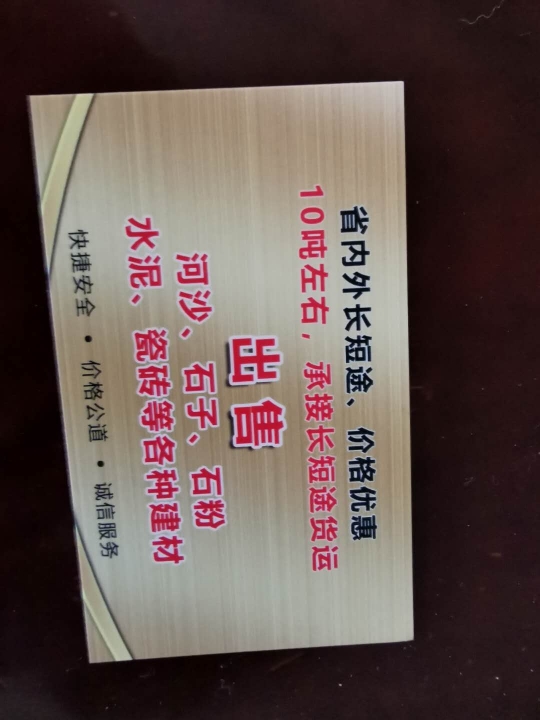 省内外长短途、价格优惠
10吨左右，承接长短途货运
出售
河沙、石子、石粉
水泥、瓷砖等各种建材
快捷安全·价格公道·诚信服务